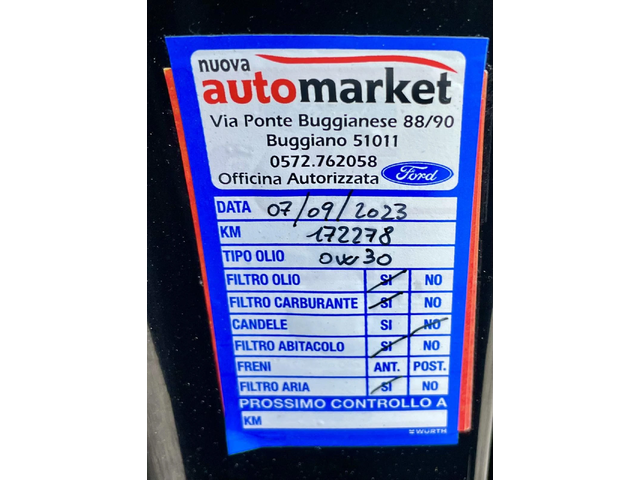 nuova
automarket
Via Ponte Buggianese 88/90
Buggiano 51011
0572.762058
Officina Autorizzata Ford
DATA 07/09/2023
KM 172278
TIPO OLIO 0w30
FILTRO OLIO SI NO
FILTRO CARBURANTE SI NO
CANDELE SI NO
FILTRO ABITACOLO SI NO
FRENI ANT. POST.
FILTRO ARIA SI NO
PROSSIMO CONTROLLO A
KM
WÜRTH